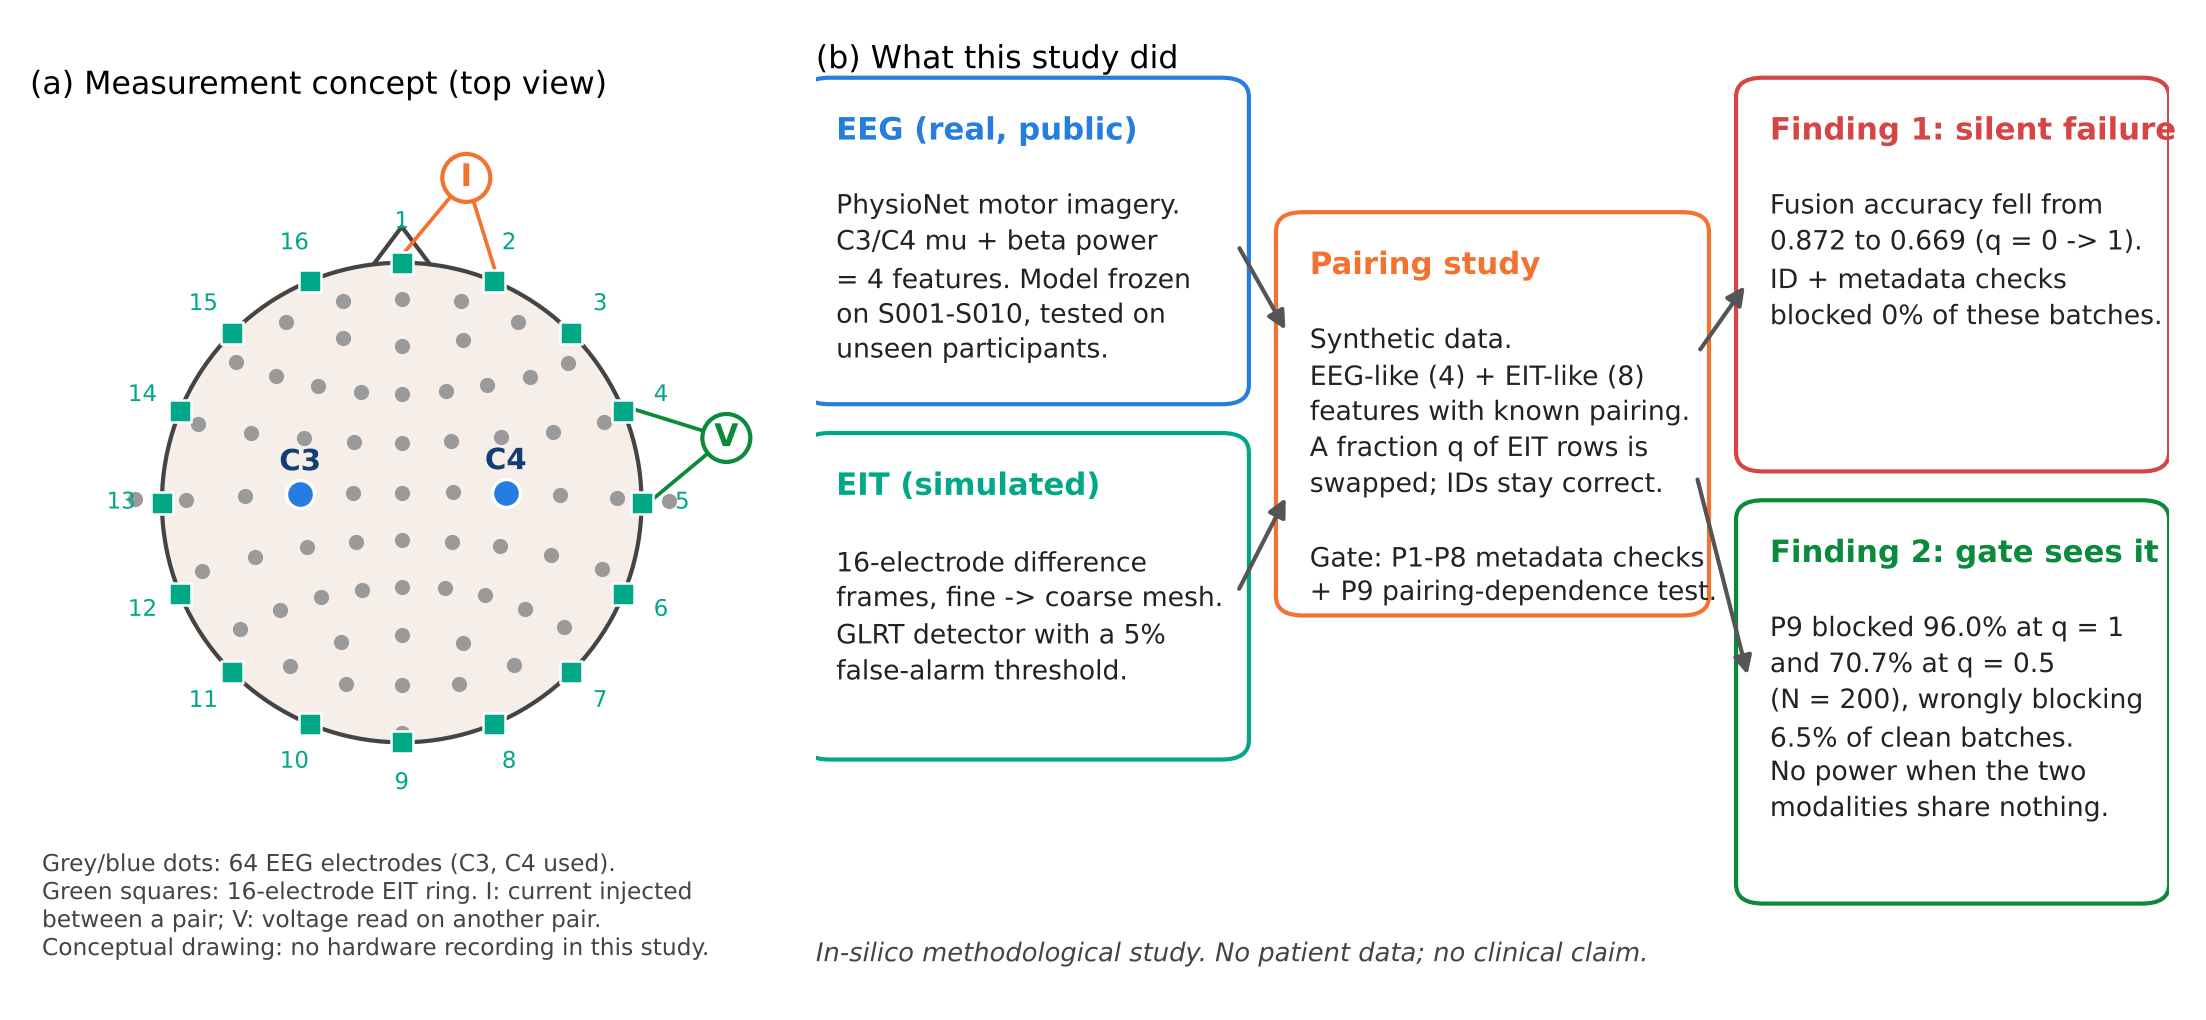 (a) Measurement concept (top view)
I
1
2
3
4
5
6
7
8
9
10
11
12
13
14
15
16
V
C3
C4
Grey/blue dots: 64 EEG electrodes (C3, C4 used).
Green squares: 16-electrode EIT ring. I: current injected
between a pair; V: voltage read on another pair.
Conceptual drawing: no hardware recording in this study.
(b) What this study did
EEG (real, public)
PhysioNet motor imagery.
C3/C4 mu + beta power
= 4 features. Model frozen
on S001-S010, tested on
unseen participants.
EIT (simulated)
16-electrode difference
frames, fine -> coarse mesh.
GLRT detector with a 5%
false-alarm threshold.
Pairing study
Synthetic data.
EEG-like (4) + EIT-like (8)
features with known pairing.
A fraction q of EIT rows is
swapped; IDs stay correct.
Gate: P1-P8 metadata checks
+ P9 pairing-dependence test.
Finding 1: silent failure
Fusion accuracy fell from
0.872 to 0.669 (q = 0 -> 1).
ID + metadata checks
blocked 0% of these batches.
Finding 2: gate sees it
P9 blocked 96.0% at q = 1
and 70.7% at q = 0.5
(N = 200), wrongly blocking
6.5% of clean batches.
No power when the two
modalities share nothing.
In-silico methodological study. No patient data; no clinical claim.